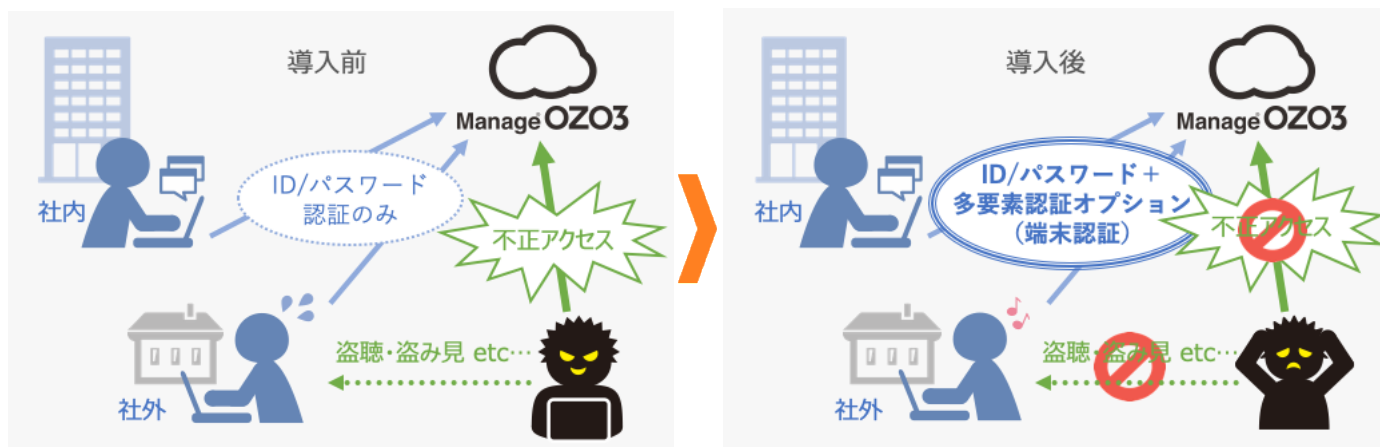 導入前
Manage OZO3
ID/パスワード
認証のみ
社内
不正アクセス
盗聴・盗み見 etc…
社外
導入後
Manage OZO3
ID/パスワード＋
多要素認証オプション
（端末認証）
社内
不正アクセス
盗聴・盗み見 etc…
社外